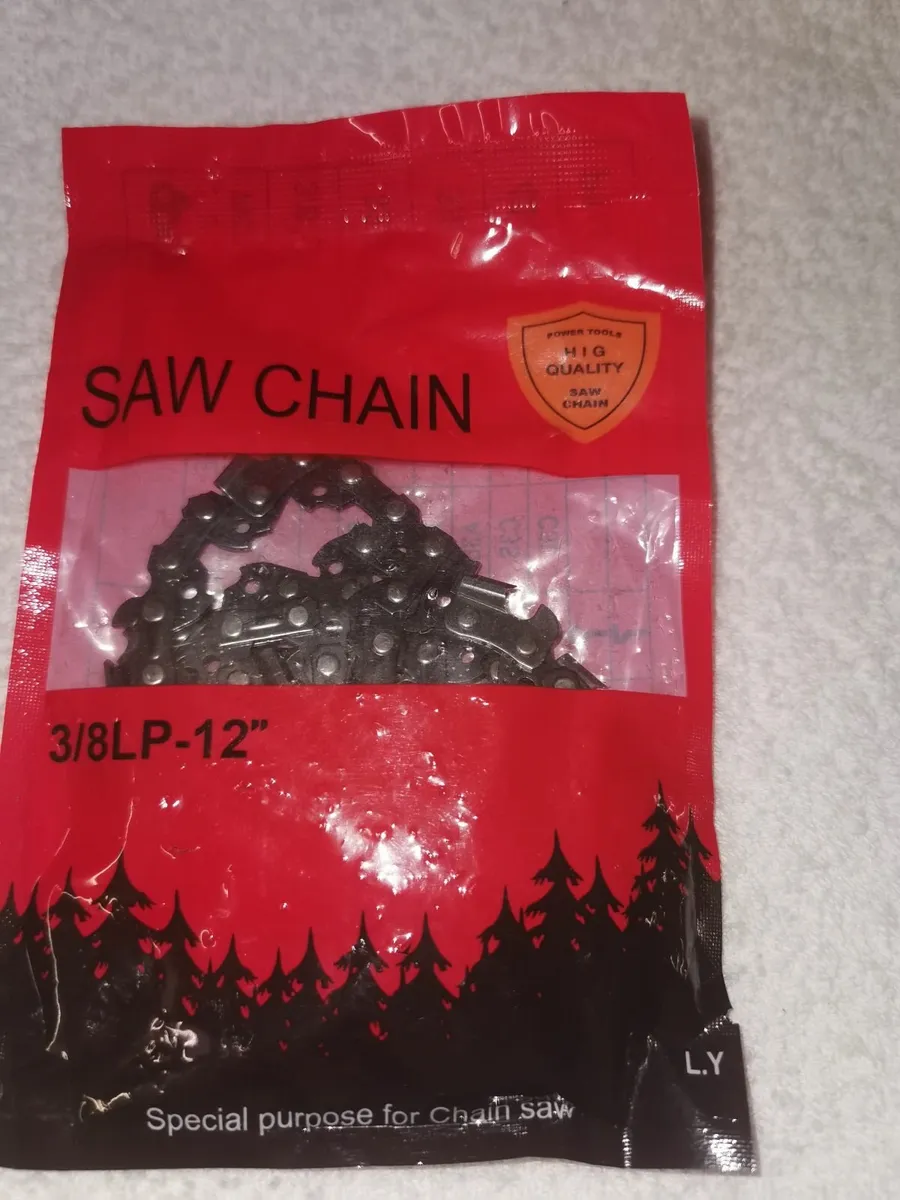 POWER TOOLS
HIG
QUALITY
SAW
CHAIN
SAW CHAIN
3/8LP-12"
L.Y
Special purpose for Chain saw